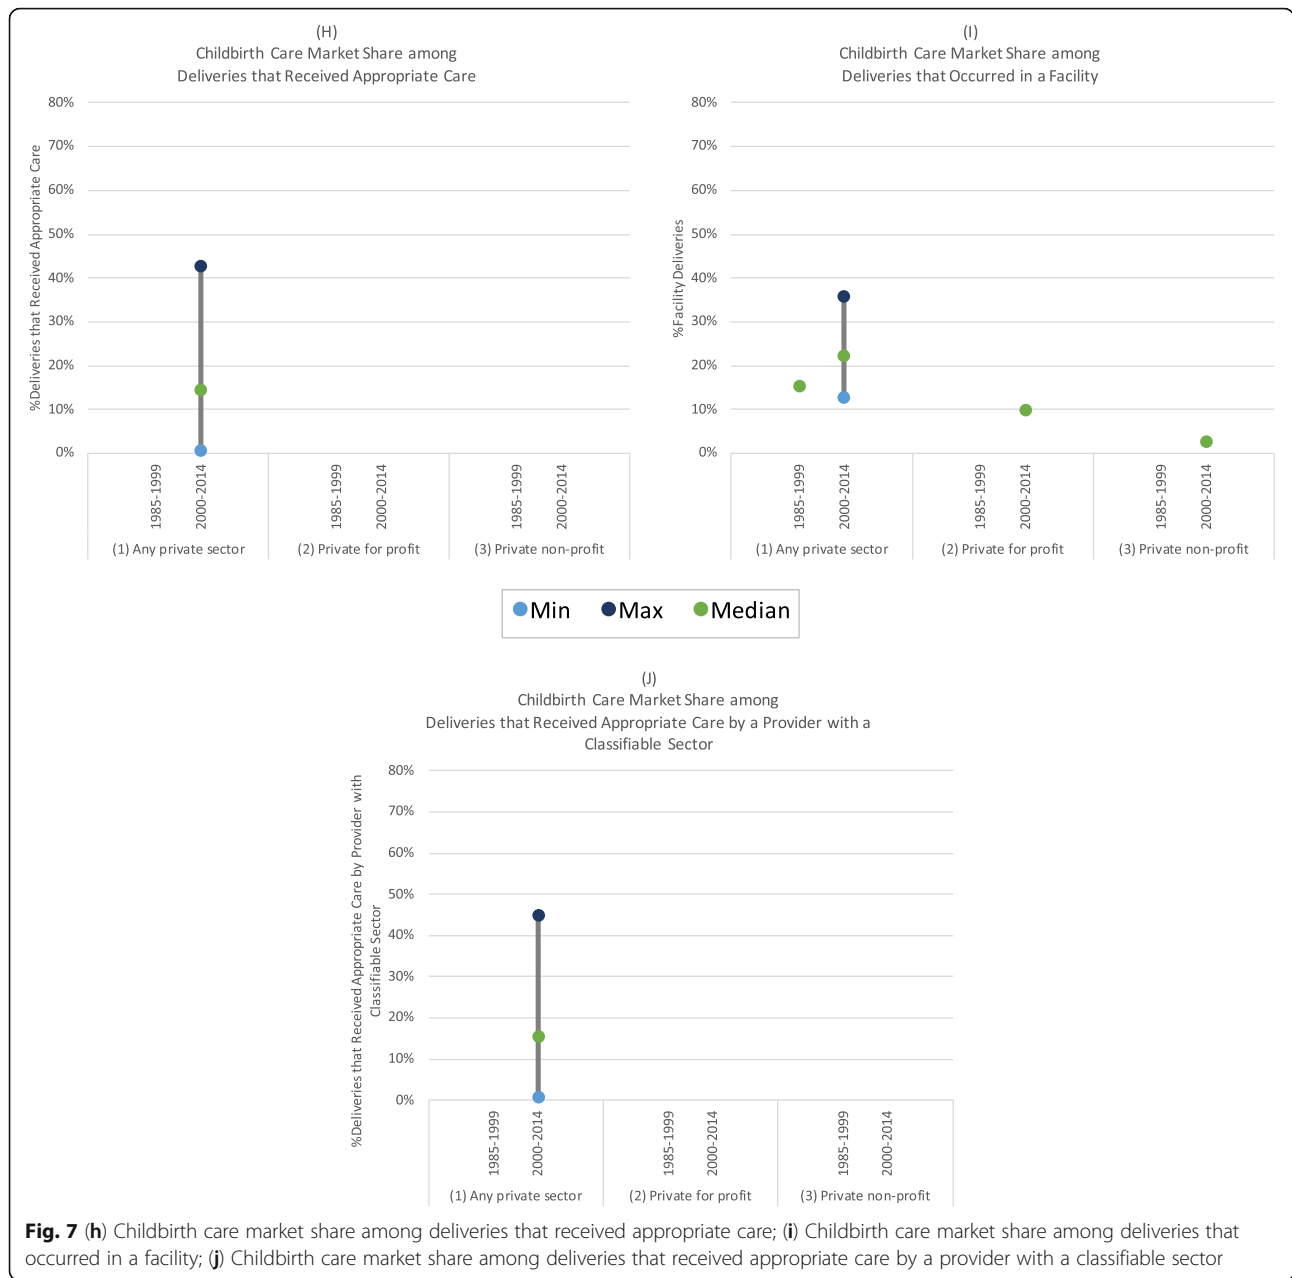 (H)
Childbirth Care Market Share among
Deliveries that Received Appropriate Care
%Deliveries that Received Appropriate Care
80%
70%
60%
50%
40%
30%
20%
10%
0%
1985-1999
2000-2014
1985-1999
2000-2014
1985-1999
2000-2014
(1) Any private sector
(2) Private for profit
(3) Private non-profit
(I)
Childbirth Care Market Share among
Deliveries that Occurred in a Facility
%Facility Deliveries
80%
70%
60%
50%
40%
30%
20%
10%
0%
1985-1999
2000-2014
1985-1999
2000-2014
1985-1999
2000-2014
(1) Any private sector
(2) Private for profit
(3) Private non-profit
Min Max Median
(J)
Childbirth Care Market Share among
Deliveries that Received Appropriate Care by a Provider with a
Classifiable Sector
%Deliveries that Received Appropriate Care by Provider with
Classifiable Sector
80%
70%
60%
50%
40%
30%
20%
10%
0%
1985-1999
2000-2014
1985-1999
2000-2014
1985-1999
2000-2014
(1) Any private sector
(2) Private for profit
(3) Private non-profit
Fig. 7 (h) Childbirth care market share among deliveries that received appropriate care; (i) Childbirth care market share among deliveries that
occurred in a facility; (j) Childbirth care market share among deliveries that received appropriate care by a provider with a classifiable sector